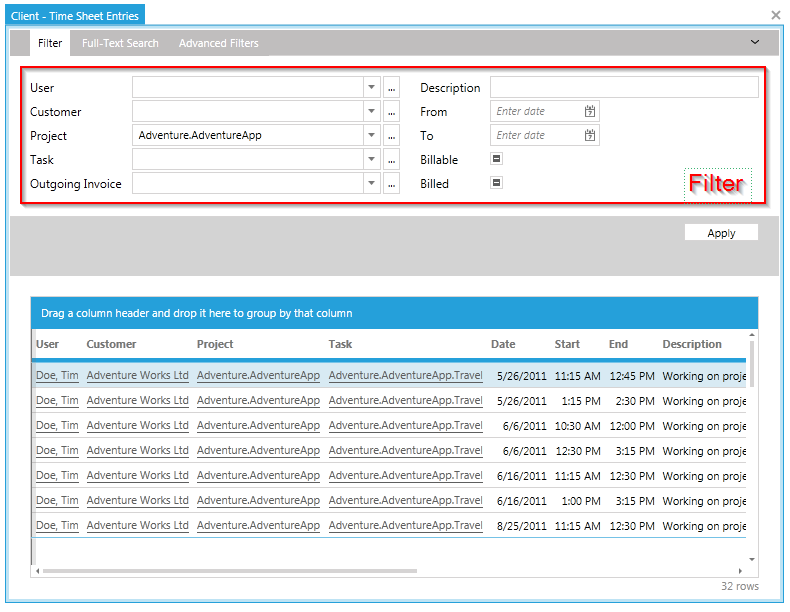 Client - Time Sheet Entries
Filter Full-Text Search Advanced Filters
User ... Description
Customer ... From Enter date
Project Adventure.AdventureApp ... To Enter date
Task ... Billable
Outgoing Invoice ... Billed
Filter
Apply
Drag a column header and drop it here to group by that column
User Customer Project Task Date Start End Description
Doe, Tim Adventure Works Ltd Adventure.AdventureApp Adventure.AdventureApp.Travel 5/26/2011 11:15 AM 12:45 PM Working on proje
Doe, Tim Adventure Works Ltd Adventure.AdventureApp Adventure.AdventureApp.Travel 5/26/2011 1:15 PM 2:30 PM Working on proje
Doe, Tim Adventure Works Ltd Adventure.AdventureApp Adventure.AdventureApp.Travel 6/6/2011 10:30 AM 12:00 PM Working on proje
Doe, Tim Adventure Works Ltd Adventure.AdventureApp Adventure.AdventureApp.Travel 6/6/2011 12:30 PM 3:15 PM Working on proje
Doe, Tim Adventure Works Ltd Adventure.AdventureApp Adventure.AdventureApp.Travel 6/16/2011 11:15 AM 12:30 PM Working on proje
Doe, Tim Adventure Works Ltd Adventure.AdventureApp Adventure.AdventureApp.Travel 6/16/2011 1:00 PM 3:15 PM Working on proje
Doe, Tim Adventure Works Ltd Adventure.AdventureApp Adventure.AdventureApp.Travel 8/25/2011 11:15 AM 12:30 PM Working on proje
32 rows